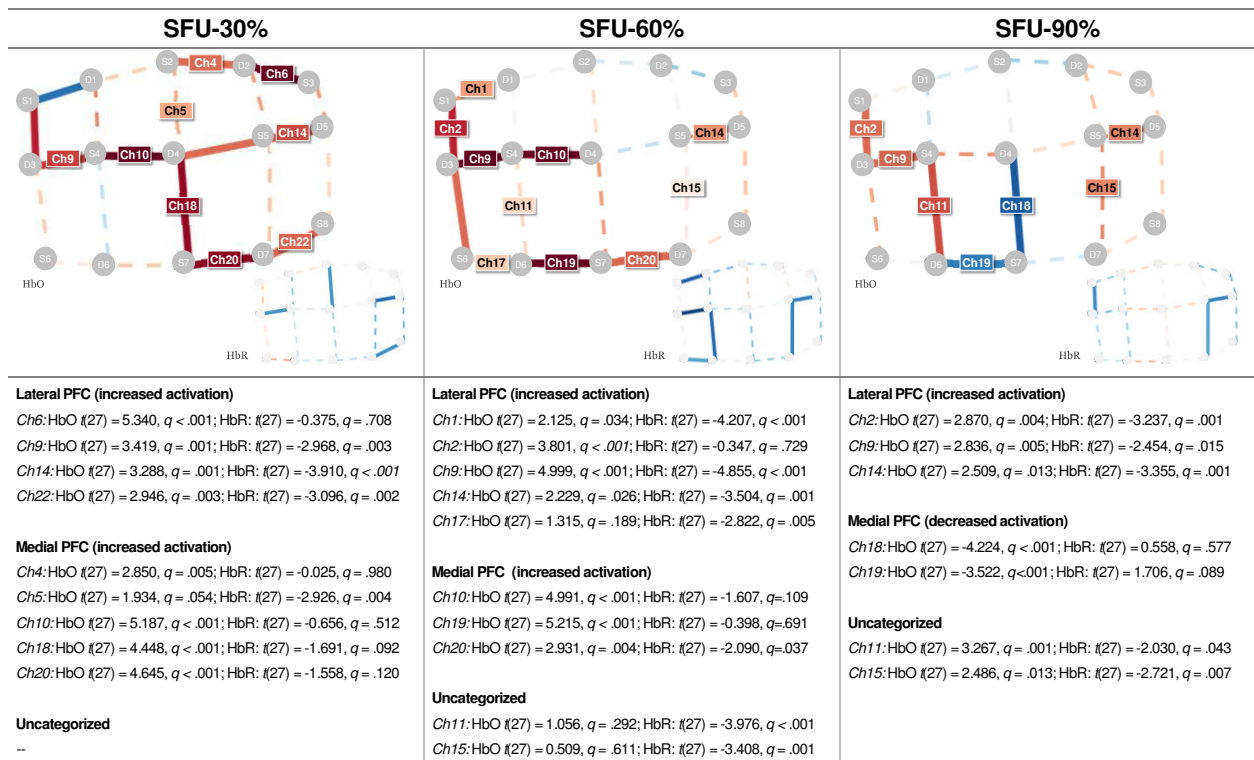 SFU-30%
S2
Ch4
D2
Ch6
S3
D1
S1
Ch5
D5
Ch14
S5
D3
Ch9
S4
Ch10
D4
Ch18
S8
Ch22
S6
D6
S7
Ch20
D7
HbO
HbR
Lateral PFC (increased activation)
Ch6: HbO t(27) = 5.340, q < .001; HbR: t(27) = -0.375, q = .708
Ch9: HbO t(27) = 3.419, q = .001; HbR: t(27) = -2.968, q = .003
Ch14: HbO t(27) = 3.288, q = .001; HbR: t(27) = -3.910, q < .001
Ch22: HbO t(27) = 2.946, q = .003; HbR: t(27) = -3.096, q = .002
Medial PFC (increased activation)
Ch4: HbO t(27) = 2.850, q = .005; HbR: t(27) = -0.025, q = .980
Ch5: HbO t(27) = 1.934, q = .054; HbR: t(27) = -2.926, q = .004
Ch10: HbO t(27) = 5.187, q < .001; HbR: t(27) = -0.656, q = .512
Ch18: HbO t(27) = 4.448, q < .001; HbR: t(27) = -1.691, q = .092
Ch20: HbO t(27) = 4.645, q < .001; HbR: t(27) = -1.558, q = .120
Uncategorized
--
SFU-60%
S2
D2
D1
Ch1
S3
S1
Ch2
D5
Ch14
S5
D3
Ch9
S4
Ch10
D4
Ch15
Ch11
S8
S6
Ch17
D6
Ch19
S7
Ch20
D7
HbO
HbR
Lateral PFC (increased activation)
Ch1: HbO t(27) = 2.125, q = .034; HbR: t(27) = -4.207, q < .001
Ch2: HbO t(27) = 3.801, q < .001; HbR: t(27) = -0.347, q = .729
Ch9: HbO t(27) = 4.999, q < .001; HbR: t(27) = -4.855, q < .001
Ch14: HbO t(27) = 2.229, q = .026; HbR: t(27) = -3.504, q = .001
Ch17: HbO t(27) = 1.315, q = .189; HbR: t(27) = -2.822, q = .005
Medial PFC (increased activation)
Ch10: HbO t(27) = 4.991, q < .001; HbR: t(27) = -1.607, q=.109
Ch19: HbO t(27) = 5.215, q < .001; HbR: t(27) = -0.398, q=.691
Ch20: HbO t(27) = 2.931, q = .004; HbR: t(27) = -2.090, q=.037
Uncategorized
Ch11: HbO t(27) = 1.056, q = .292; HbR: t(27) = -3.976, q < .001
Ch15: HbO t(27) = 0.509, q = .611; HbR: t(27) = -3.408, q = .001
SFU-90%
S2
D2
D1
S3
S1
Ch2
D5
Ch14
S5
D3
Ch9
S4
D4
Ch15
Ch11
Ch18
S8
S6
D6
Ch19
S7
D7
HbO
HbR
Lateral PFC (increased activation)
Ch2: HbO t(27) = 2.870, q = .004; HbR: t(27) = -3.237, q = .001
Ch9: HbO t(27) = 2.836, q = .005; HbR: t(27) = -2.454, q = .015
Ch14: HbO t(27) = 2.509, q = .013; HbR: t(27) = -3.355, q = .001
Medial PFC (decreased activation)
Ch18: HbO t(27) = -4.224, q < .001; HbR: t(27) = 0.558, q = .577
Ch19: HbO t(27) = -3.522, q<.001; HbR: t(27) = 1.706, q = .089
Uncategorized
Ch11: HbO t(27) = 3.267, q = .001; HbR: t(27) = -2.030, q = .043
Ch15: HbO t(27) = 2.486, q = .013; HbR: t(27) = -2.721, q = .007